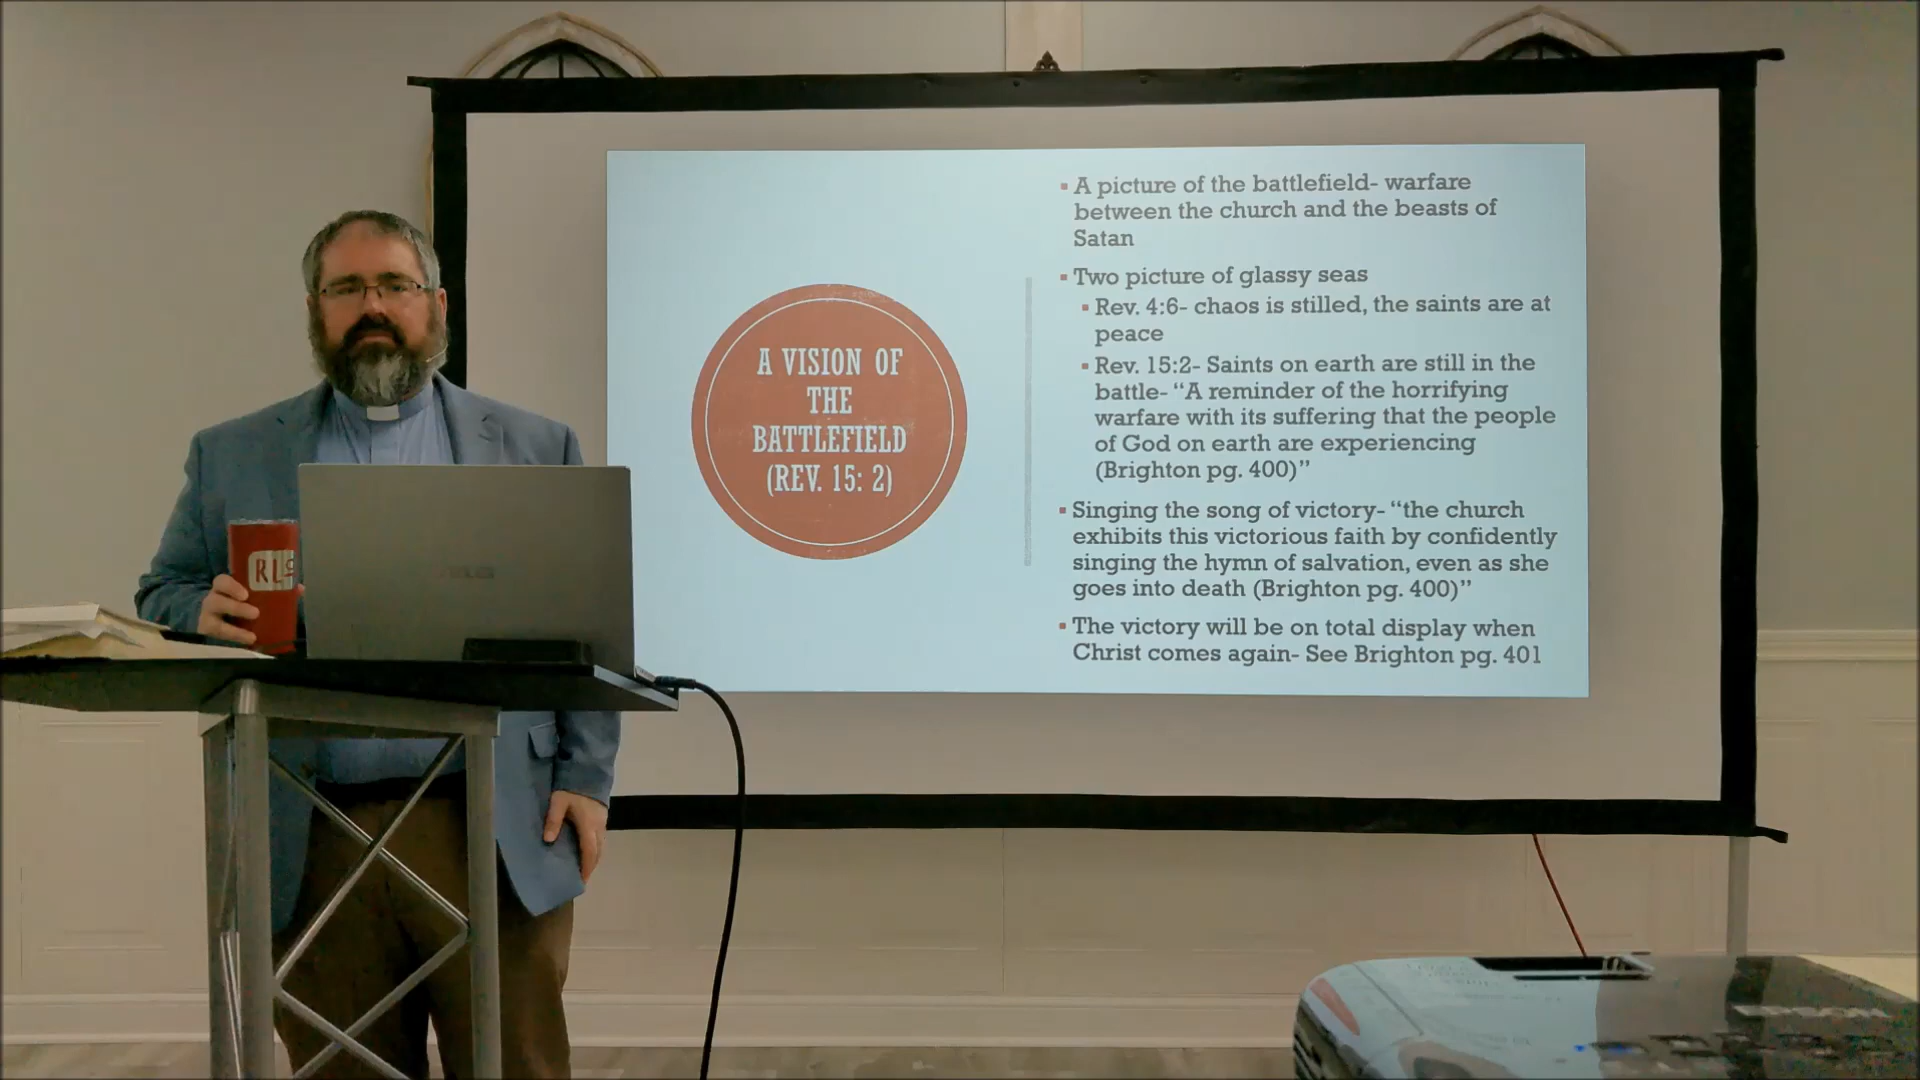 A VISION OF
THE
BATTLEFIELD
(REV. 15: 2)
▪ A picture of the battlefield- warfare
between the church and the beasts of
Satan
▪ Two picture of glassy seas
▪ Rev. 4:6- chaos is stilled, the saints are at
peace
▪ Rev. 15:2- Saints on earth are still in the
battle- “A reminder of the horrifying
warfare with its suffering that the people
of God on earth are experiencing
(Brighton pg. 400)”
▪ Singing the song of victory- “the church
exhibits this victorious faith by confidently
singing the hymn of salvation, even as she
goes into death (Brighton pg. 400)”
▪ The victory will be on total display when
Christ comes again- See Brighton pg. 401